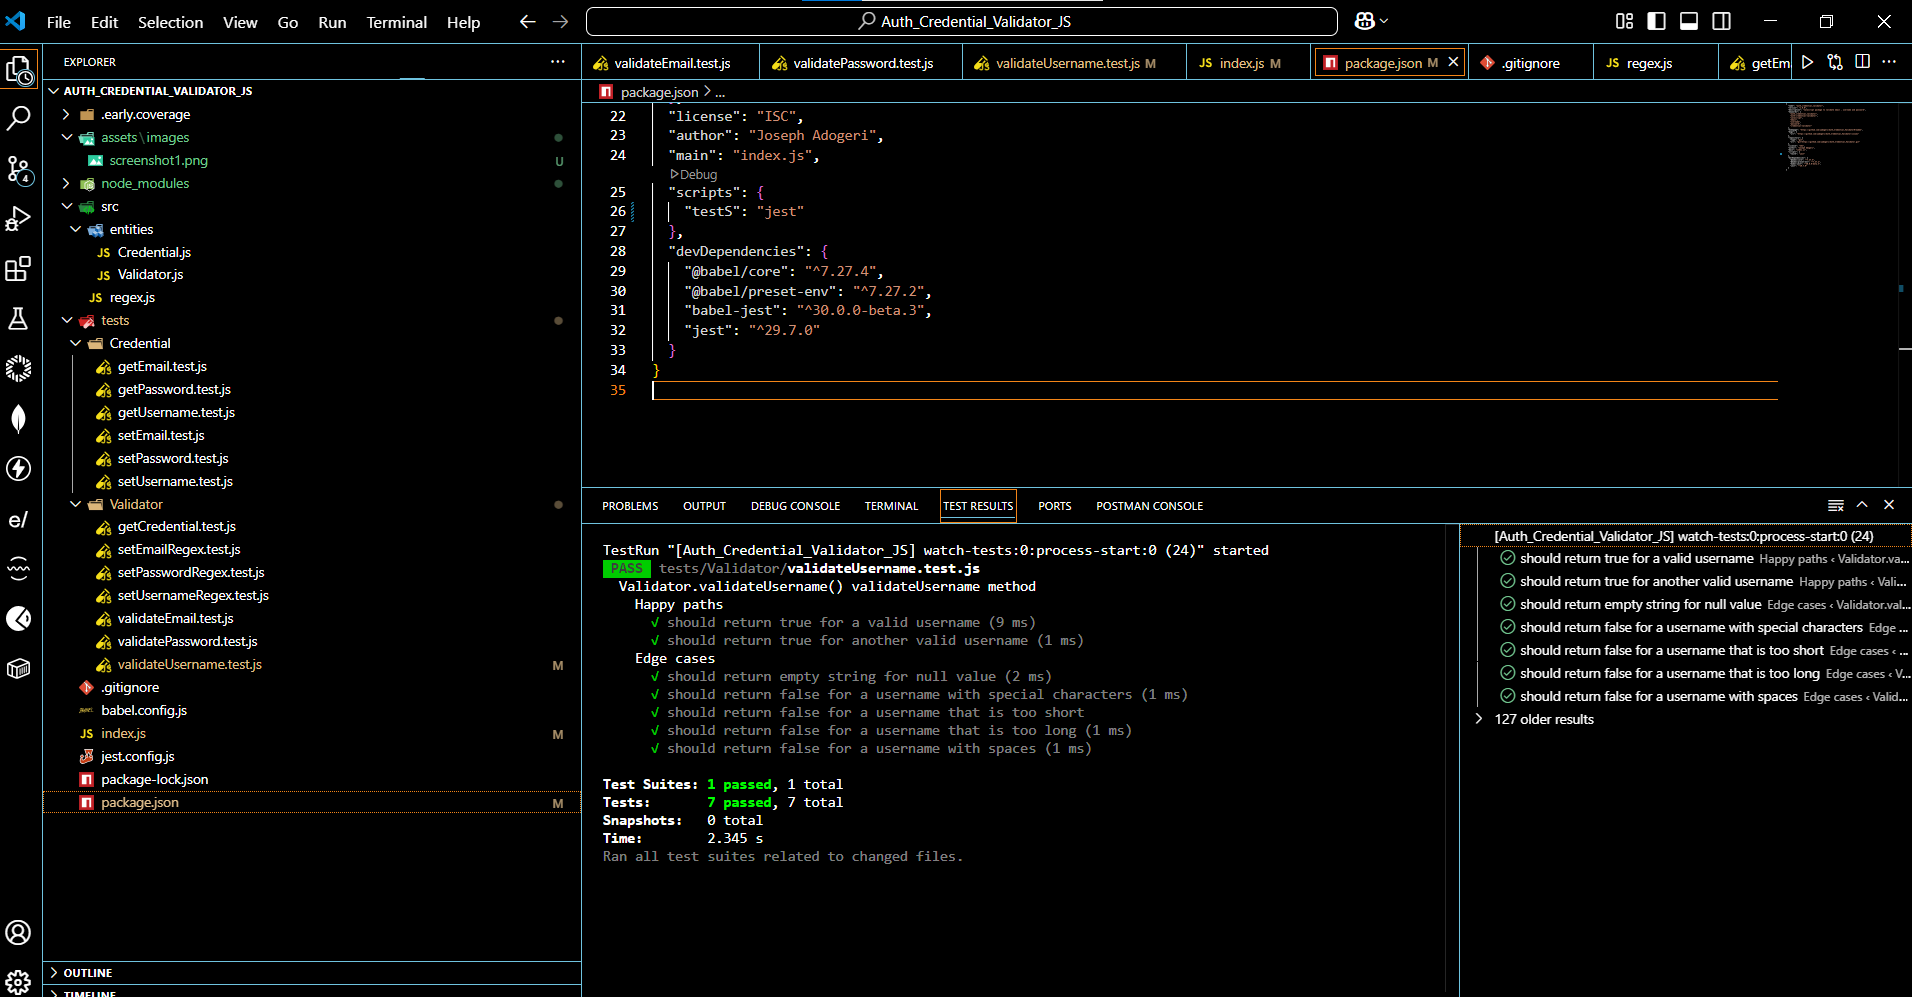 File Edit Selection View Go Run Terminal Help
Auth_Credential_Validator_JS
EXPLORER
AUTH_CREDENTIAL_VALIDATOR_JS
.early.coverage
assets\images
screenshot1.png U
node_modules
src
entities
JS Credential.js
JS Validator.js
JS regex.js
tests
Credential
getEmail.test.js
getPassword.test.js
getUsername.test.js
setEmail.test.js
setPassword.test.js
setUsername.test.js
Validator
getCredential.test.js
setEmailRegex.test.js
setPasswordRegex.test.js
setUsernameRegex.test.js
validateEmail.test.js
validatePassword.test.js
validateUsername.test.js M
.gitignore
babel.config.js
JS index.js M
jest.config.js
package-lock.json
package.json M
OUTLINE
TIMELINE
4
e/
validateEmail.test.js validatePassword.test.js validateUsername.test.js M JS index.js M package.json M .gitignore JS regex.js getEm
package.json > ...
22 "license": "ISC",
23 "author": "Joseph Adogeri",
24 "main": "index.js",
Debug
25 "scripts": {
26 "testS": "jest"
27 },
28 "devDependencies": {
29 "@babel/core": "^7.27.4",
30 "@babel/preset-env": "^7.27.2",
31 "babel-jest": "^30.0.0-beta.3",
32 "jest": "^29.7.0"
33 }
34 }
35
PROBLEMS OUTPUT DEBUG CONSOLE TERMINAL TEST RESULTS PORTS POSTMAN CONSOLE
TestRun "[Auth_Credential_Validator_JS] watch-tests:0:process-start:0 (24)" started
PASS tests/Validator/validateUsername.test.js
Validator.validateUsername() validateUsername method
Happy paths
√ should return true for a valid username (9 ms)
√ should return true for another valid username (1 ms)
Edge cases
√ should return empty string for null value (2 ms)
√ should return false for a username with special characters (1 ms)
√ should return false for a username that is too short
√ should return false for a username that is too long (1 ms)
√ should return false for a username with spaces (1 ms)
Test Suites: 1 passed, 1 total
Tests: 7 passed, 7 total
Snapshots: 0 total
Time: 2.345 s
Ran all test suites related to changed files.
[Auth_Credential_Validator_JS] watch-tests:0:process-start:0 (24)
should return true for a valid username Happy paths ‹ Validator.va...
should return true for another valid username Happy paths ‹ Vali...
should return empty string for null value Edge cases ‹ Validator.val...
should return false for a username with special characters Edge ...
should return false for a username that is too short Edge cases ‹ ...
should return false for a username that is too long Edge cases ‹ V...
should return false for a username with spaces Edge cases ‹ Valid...
127 older results